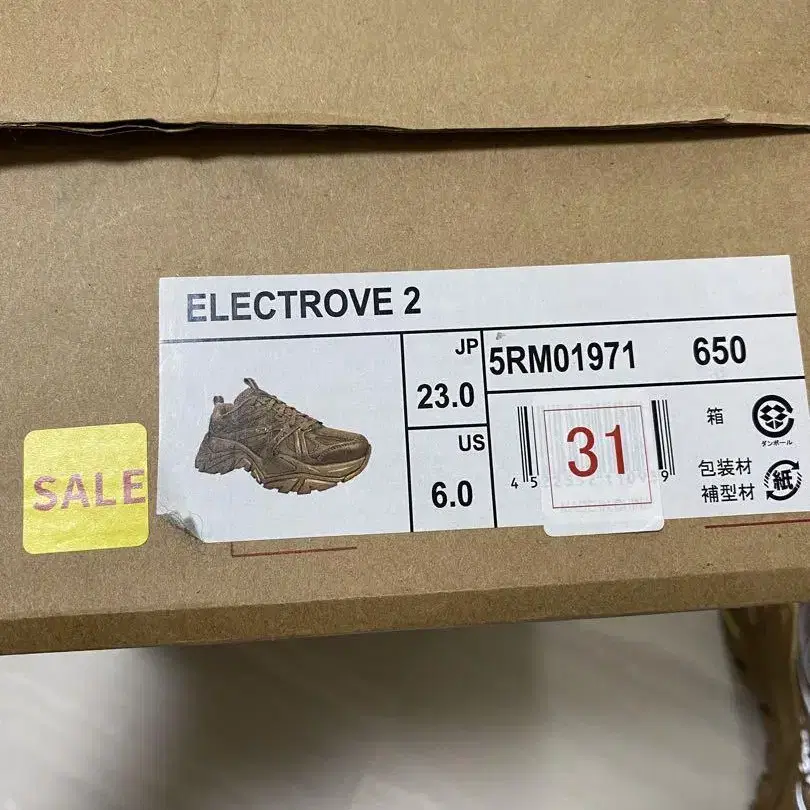 ELECTROVE 2
JP
23.0
US
6.0
5RM01971 650
31
箱
ダンボール
包装材
補型材
紙
SALE